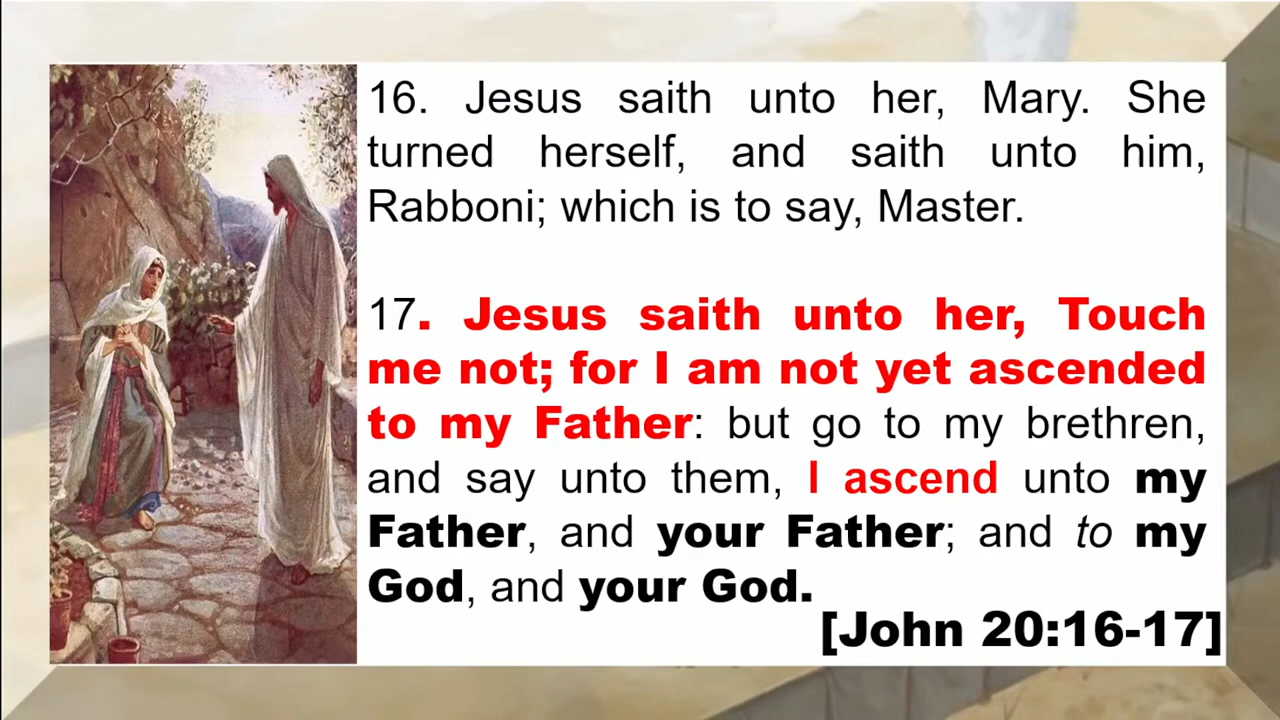 16. Jesus saith unto her, Mary. She
turned herself, and saith unto him,
Rabboni; which is to say, Master.
17. Jesus saith unto her, Touch
me not; for I am not yet ascended
to my Father: but go to my brethren,
and say unto them, I ascend unto my
Father, and your Father; and to my
God, and your God.
[John 20:16-17]